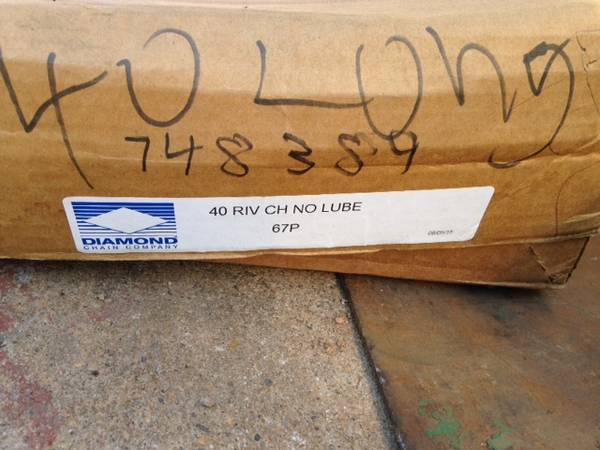 40 LONg
748389
40 RIV CH NO LUBE
67P
DIAMOND
CHAIN COMPANY